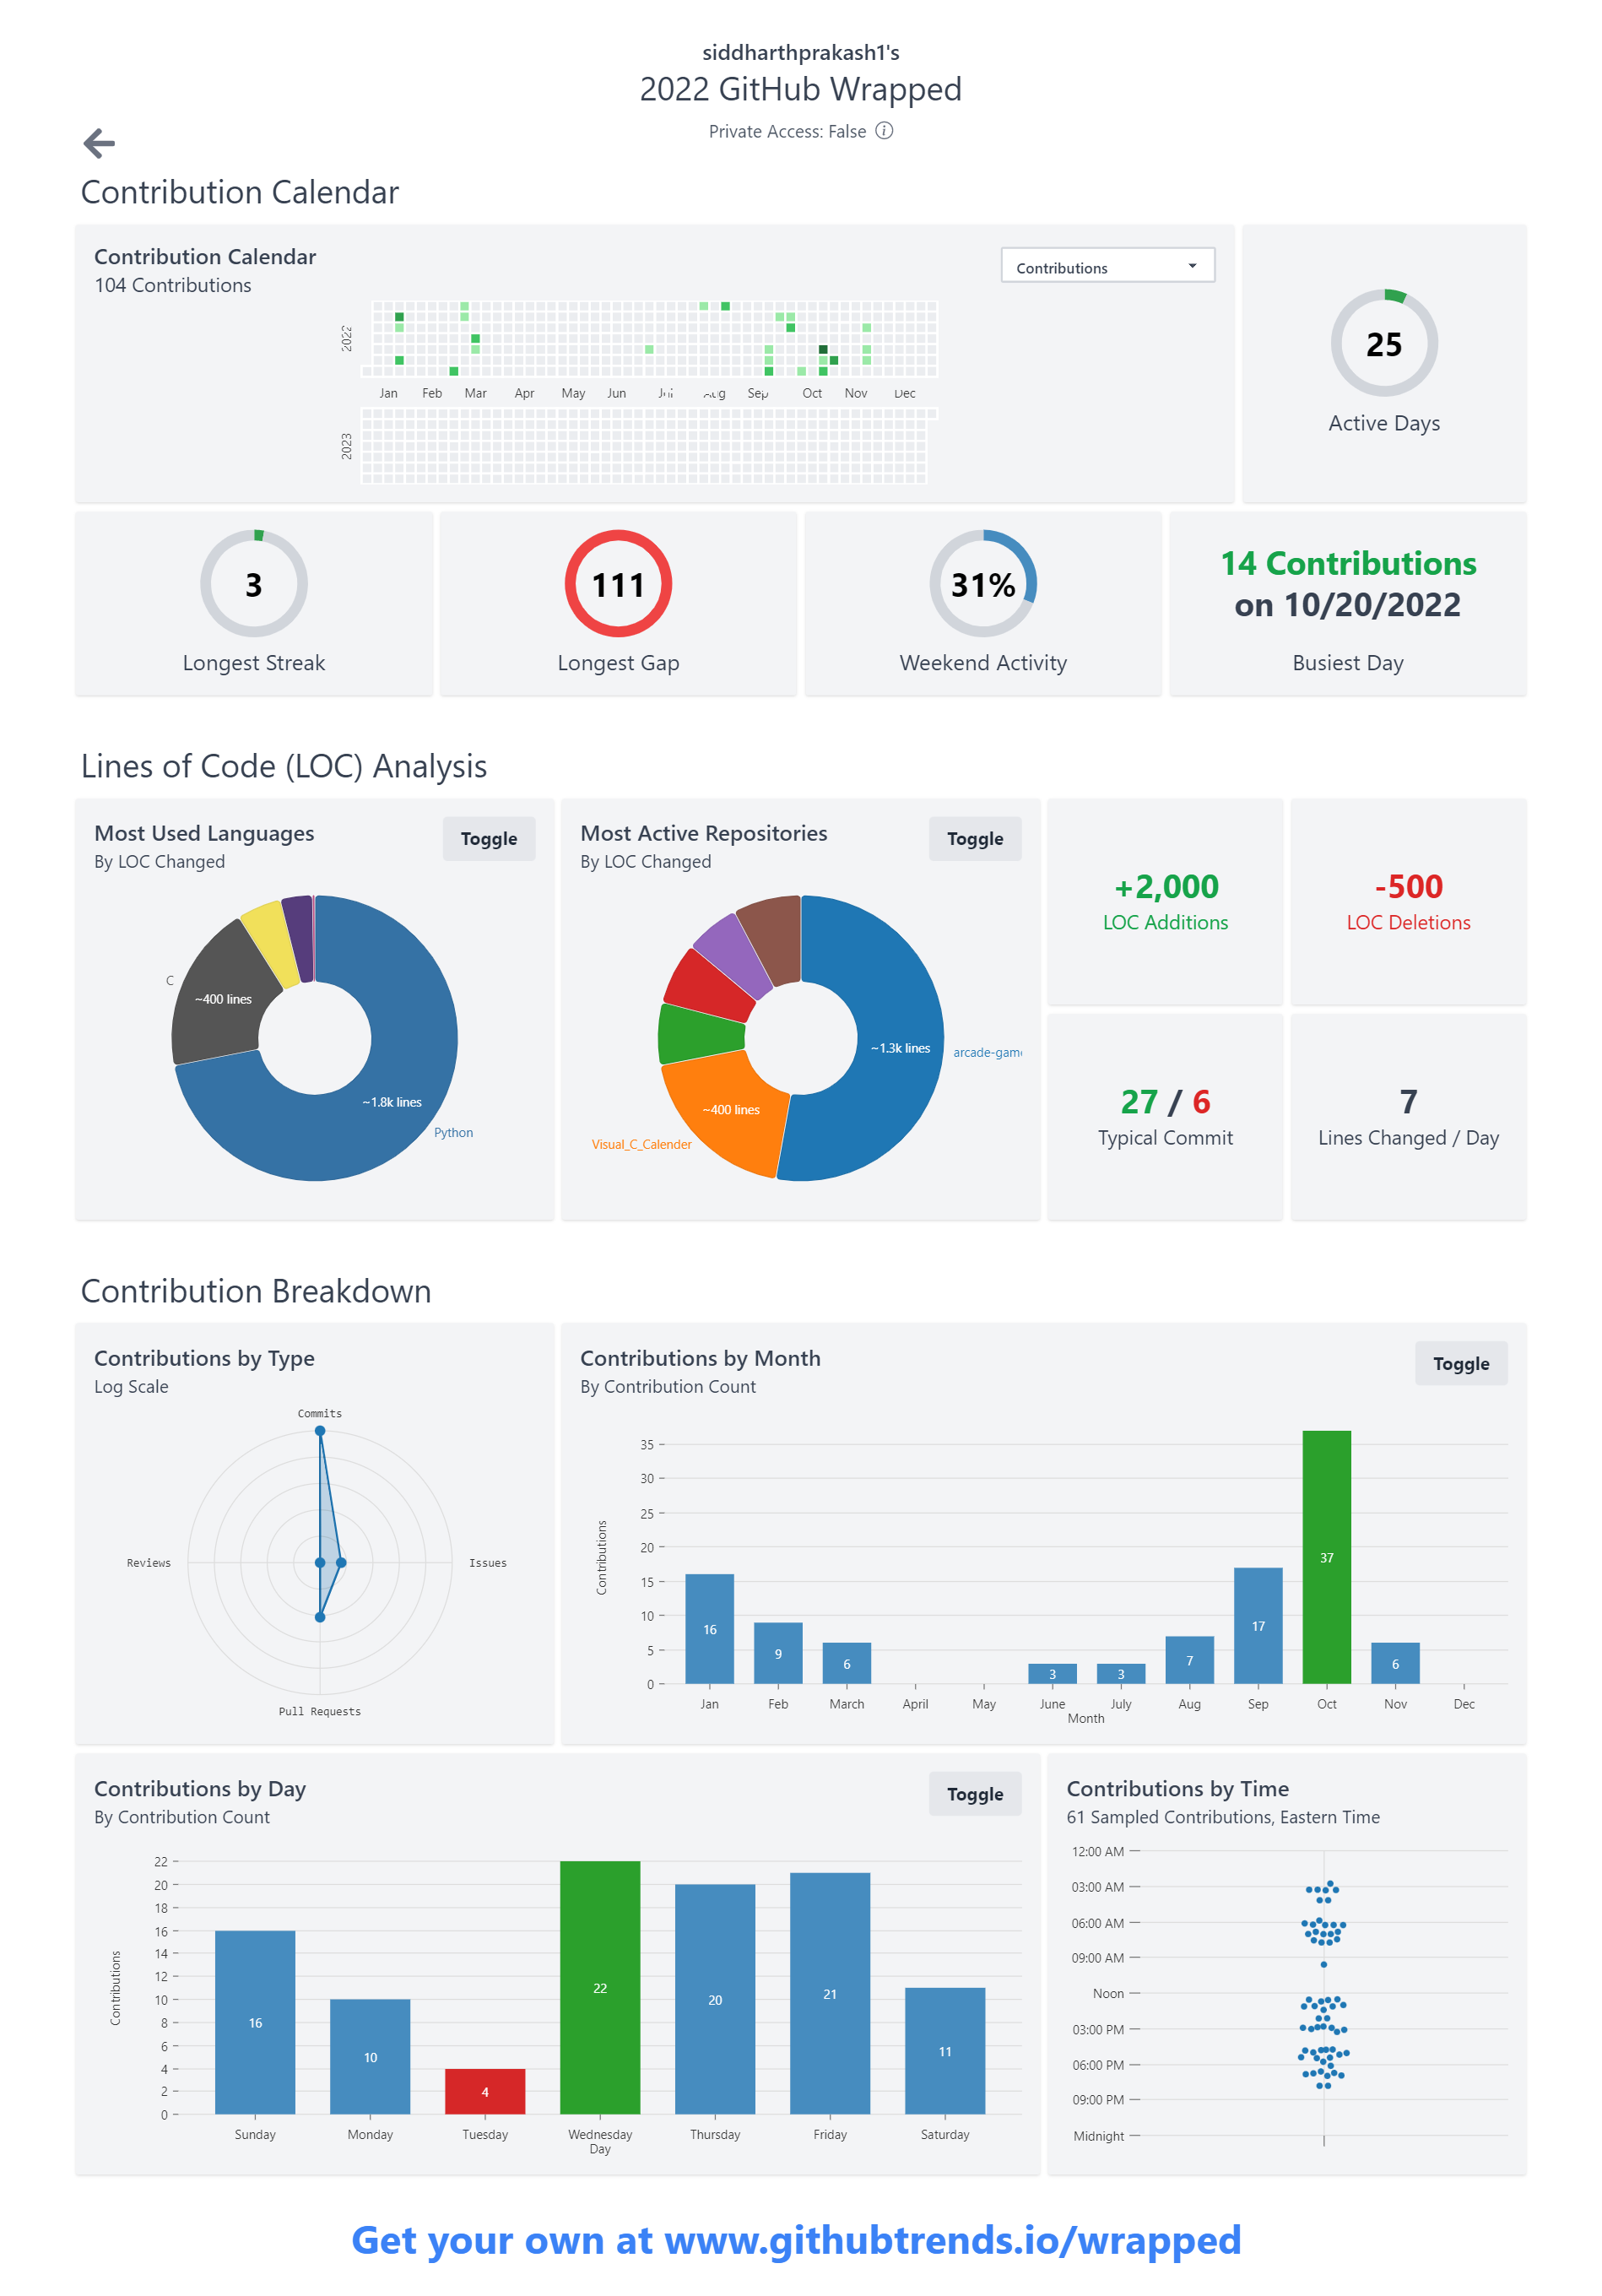 siddharthprakash1's
2022 GitHub Wrapped
Private Access: False
Contribution Calendar
Contribution Calendar
104 Contributions
Contributions
2022
Jan Feb Mar Apr May Jun Jul Aug Sep Oct Nov Dec
2023
25
Active Days
3
Longest Streak
111
Longest Gap
31%
Weekend Activity
14 Contributions
on 10/20/2022
Busiest Day
Lines of Code (LOC) Analysis
Most Used Languages
By LOC Changed
Toggle
C
~400 lines
~1.8k lines
Python
Most Active Repositories
By LOC Changed
Toggle
~1.3k lines
arcade-gam
~400 lines
Visual_C_Calender
+2,000
LOC Additions
-500
LOC Deletions
27 / 6
Typical Commit
7
Lines Changed / Day
Contribution Breakdown
Contributions by Type
Log Scale
Commits
Reviews
Issues
Pull Requests
Contributions by Month
By Contribution Count
Toggle
35
30
25
20
15
10
5
0
Contributions
16 9 6 3 3 7 17 37 6
Jan Feb March April May June July Aug Sep Oct Nov Dec
Month
Contributions by Day
By Contribution Count
Toggle
22
20
18
16
14
12
10
8
6
4
2
0
Contributions
16 10 4 22 20 21 11
Sunday Monday Tuesday Wednesday Thursday Friday Saturday
Day
Contributions by Time
61 Sampled Contributions, Eastern Time
12:00 AM
03:00 AM
06:00 AM
09:00 AM
Noon
03:00 PM
06:00 PM
09:00 PM
Midnight
Get your own at www.githubtrends.io/wrapped